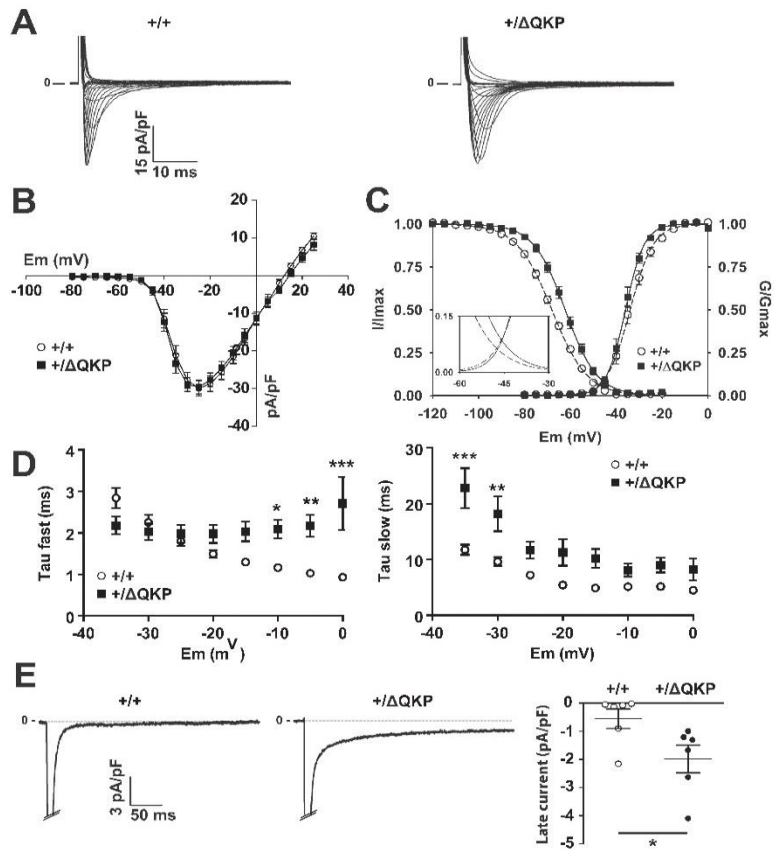 A
+/+
+/ΔQKP
0
0
15 pA/pF
10 ms
B
Em (mV)
20
10
-80 -60 -40 -20 20 40
-10
-20
-30
-40
pA/pF
+/+
+/ΔQKP
C
1.00
0.75
0.50
0.25
0.00
I/Imax
1.00
0.75
0.50
0.25
0.00
G/Gmax
0.15
0.00
-60 -45 -30
+/+
+/ΔQKP
-120 -100 -80 -60 -40 -20 0
Em (mV)
D
Tau fast (ms)
4
3
2
1
0
* ** ***
+/+
+/ΔQKP
-40 -30 -20 -10 0
Em (mV)
Tau slow (ms)
30
20
10
0
*** **
+/+
+/ΔQKP
-40 -30 -20 -10 0
Em (mV)
E
+/+
0
3 pA/pF
50 ms
+/ΔQKP
0
+/+ +/ΔQKP
Late current (pA/pF)
0
-1
-2
-3
-4
-5
*